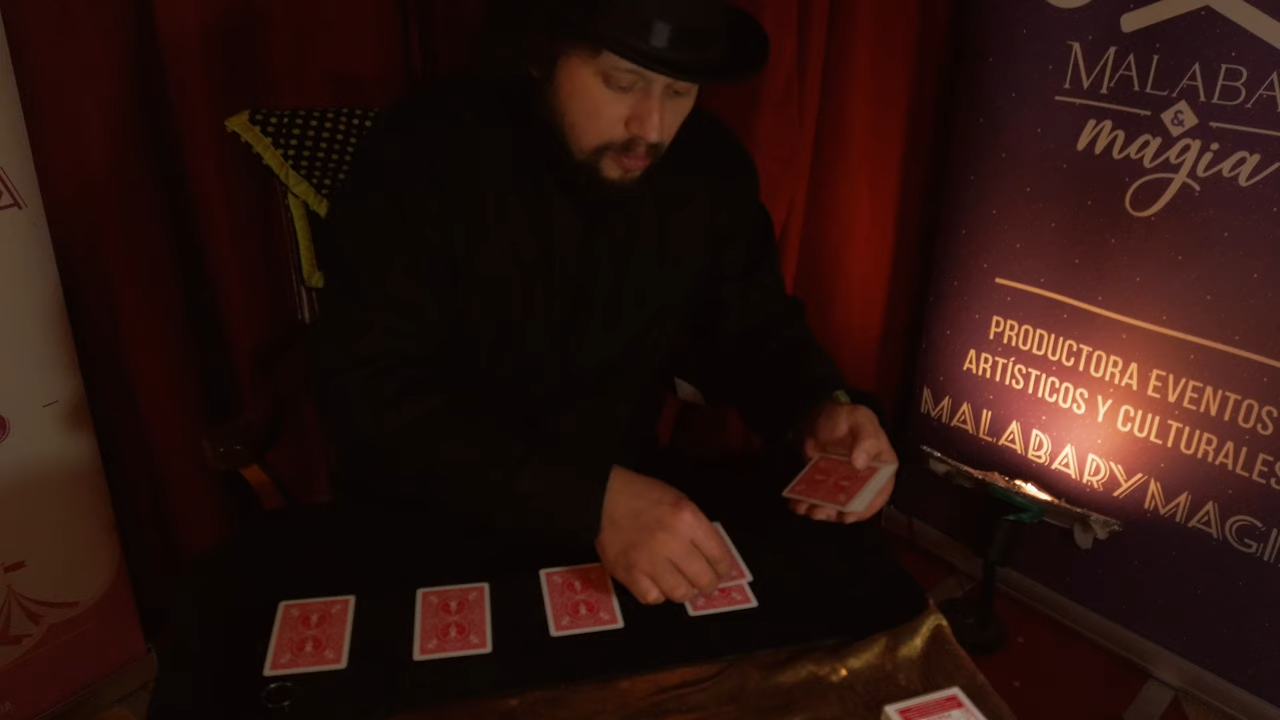 MALABA
&
magia
PRODUCTORA EVENTOS
ARTÍSTICOS Y CULTURALES
MALABARYMAGI